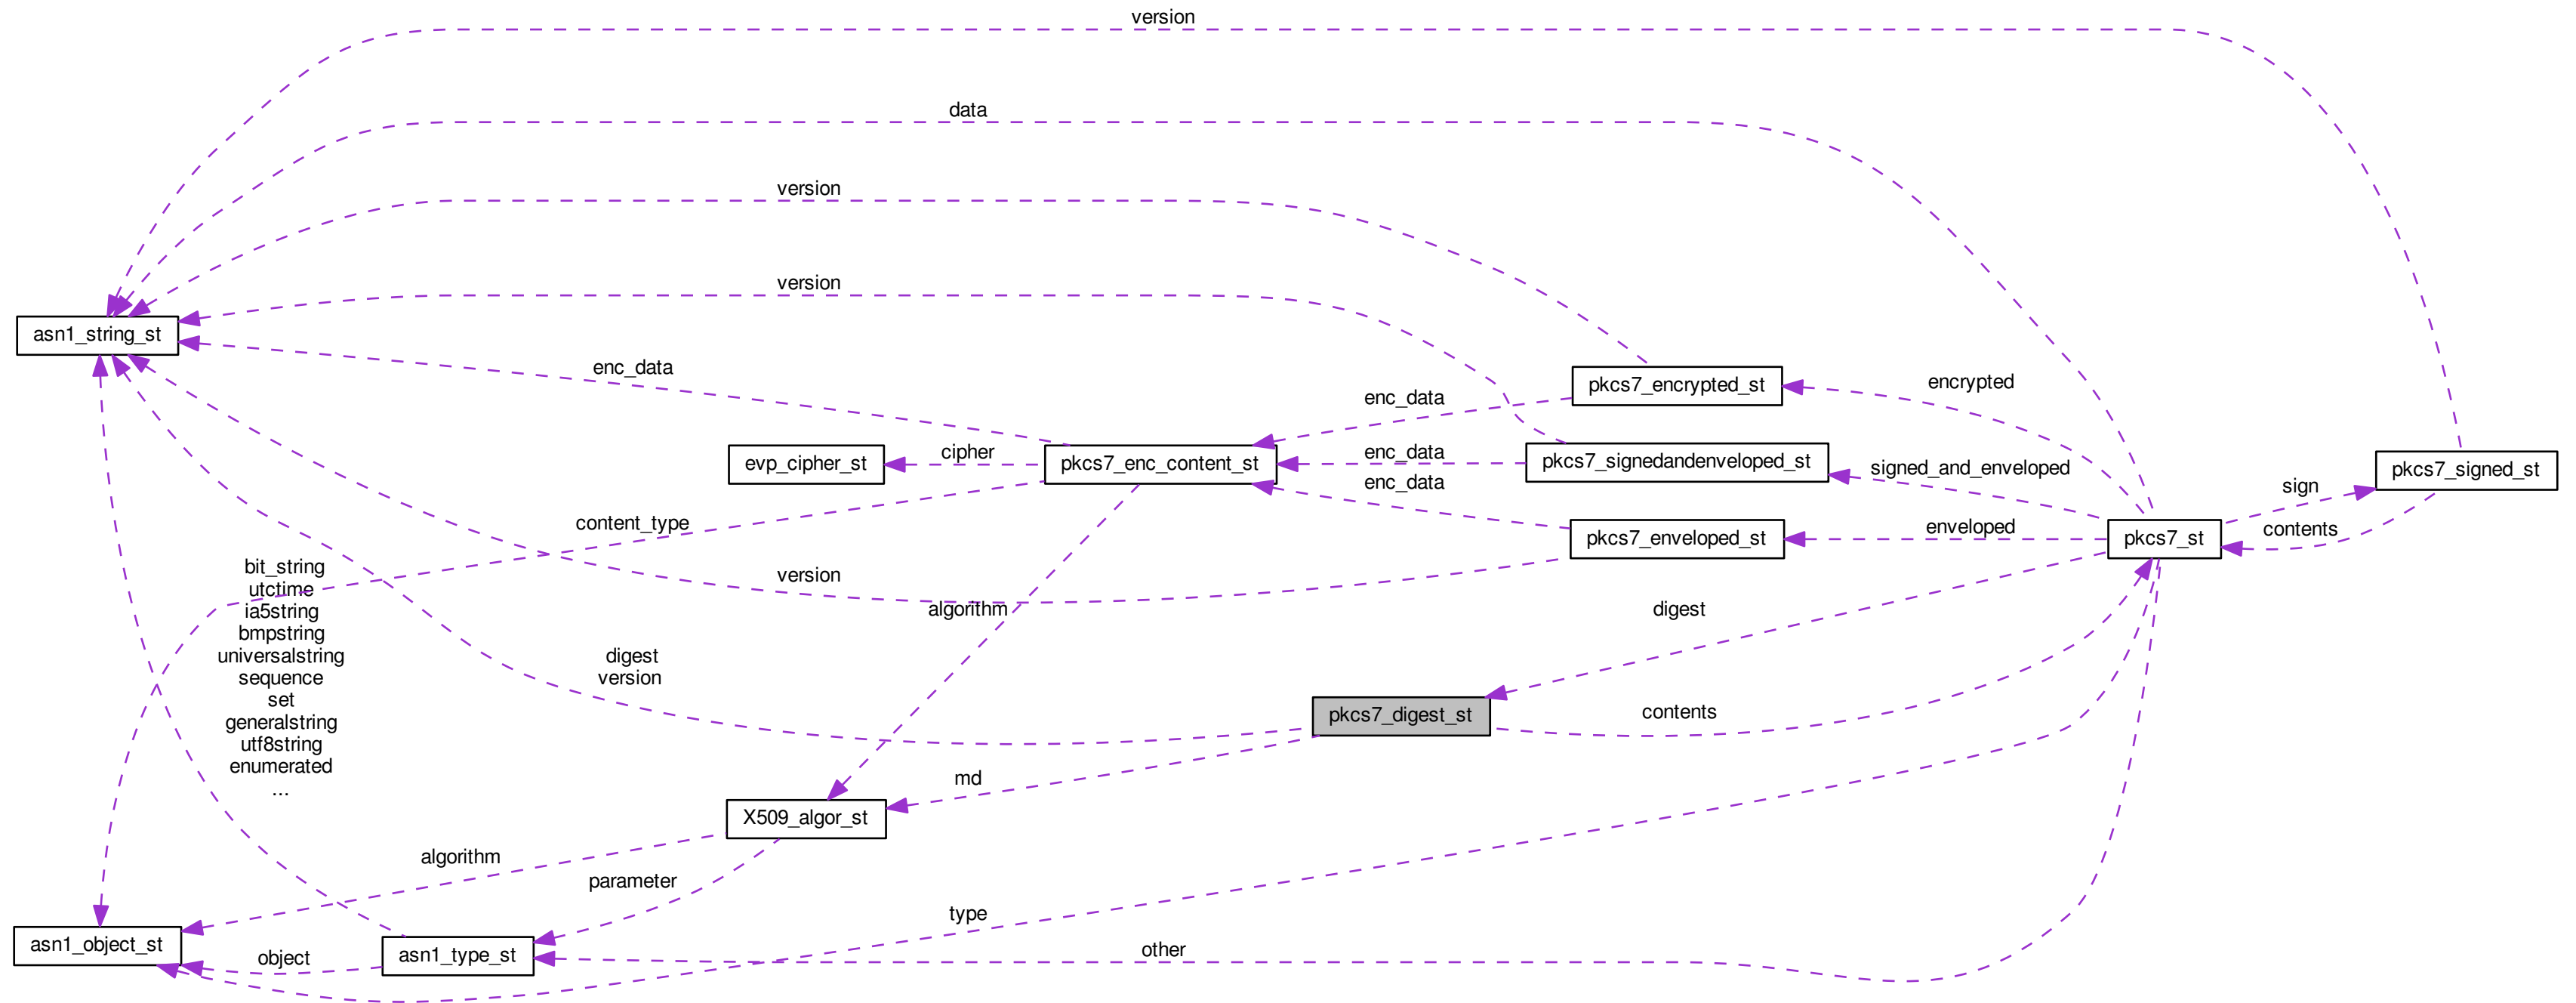 version
data
version
version
asn1_string_st
enc_data
pkcs7_encrypted_st
encrypted
enc_data
evp_cipher_st
cipher
pkcs7_enc_content_st
enc_data
pkcs7_signedandenveloped_st
signed_and_enveloped
pkcs7_signed_st
enc_data
sign
content_type
pkcs7_enveloped_st
enveloped
pkcs7_st
contents
bit_string
utctime
ia5string
bmpstring
universalstring
sequence
set
generalstring
utf8string
enumerated
...
version
algorithm
digest
digest
version
pkcs7_digest_st
contents
md
X509_algor_st
algorithm
parameter
type
asn1_object_st
object
asn1_type_st
other